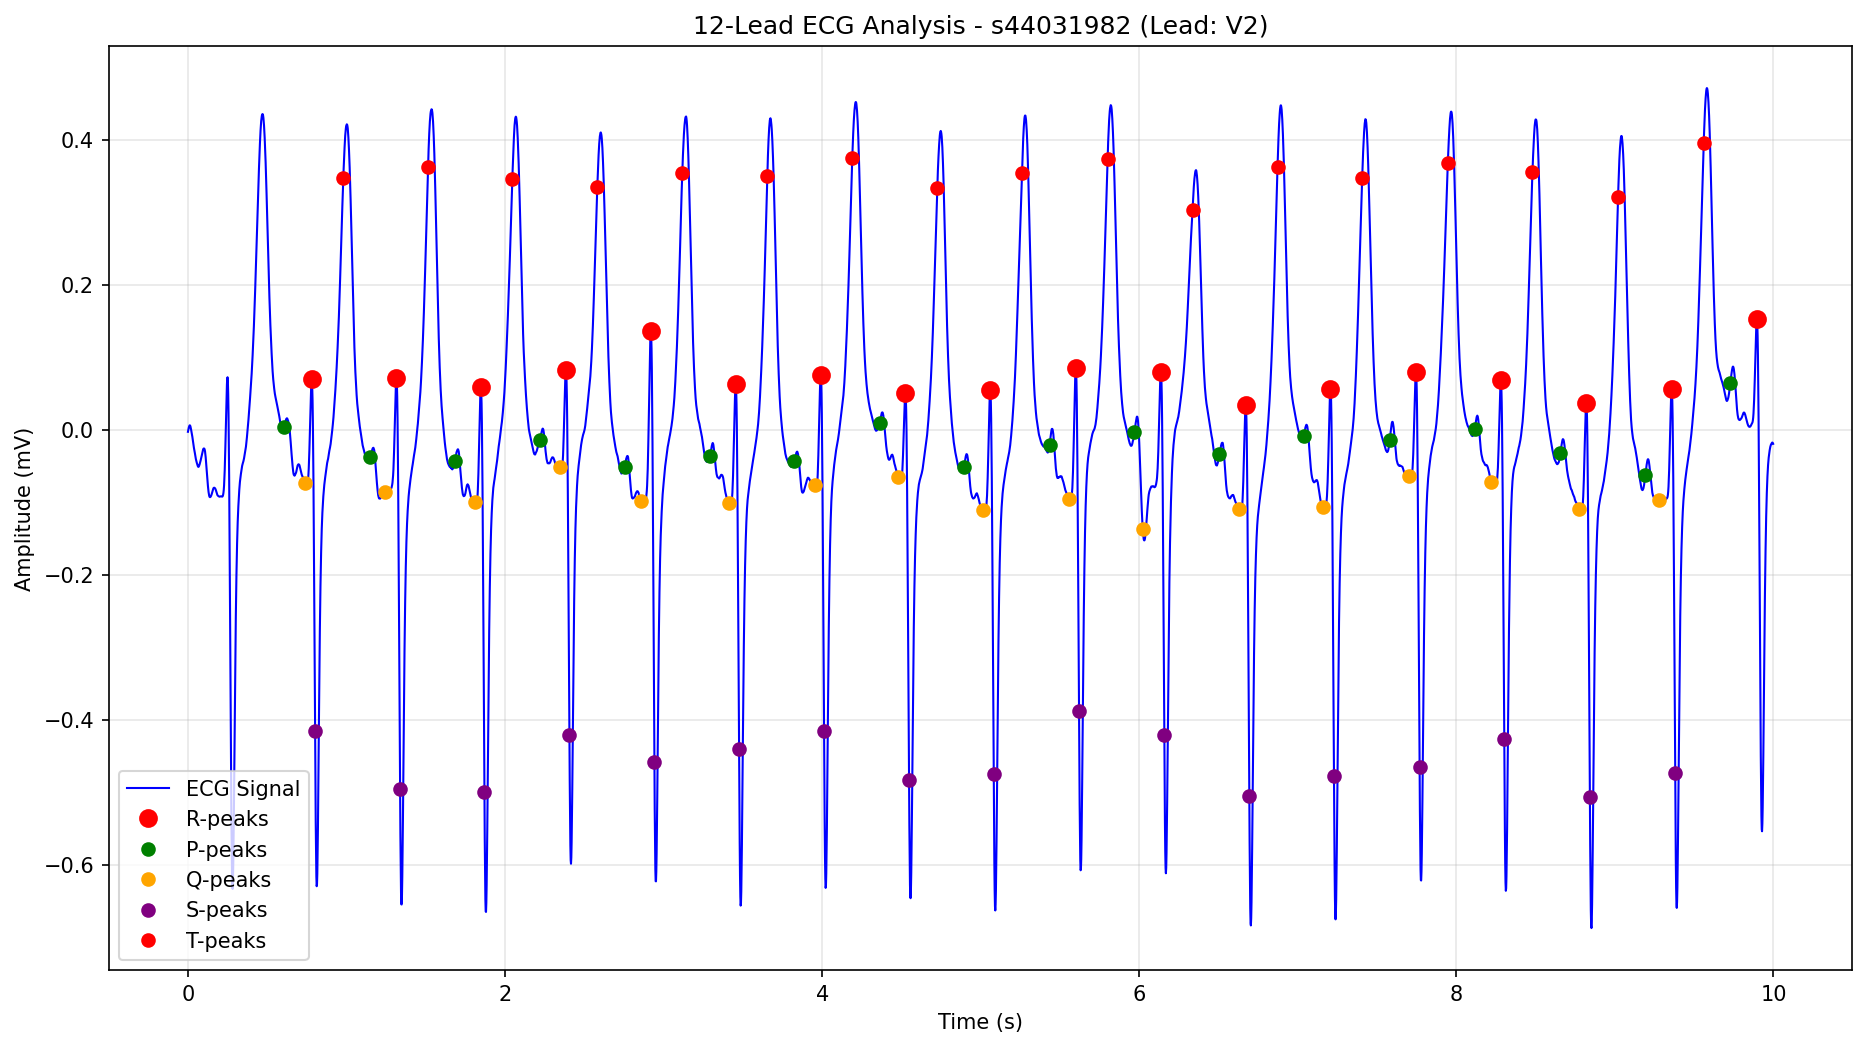 12-Lead ECG Analysis - s44031982 (Lead: V2)
Amplitude (mV)
0.4
0.2
0.0
−0.2
−0.4
−0.6
ECG Signal
R-peaks
P-peaks
Q-peaks
S-peaks
T-peaks
0 2 4 6 8 10
Time (s)